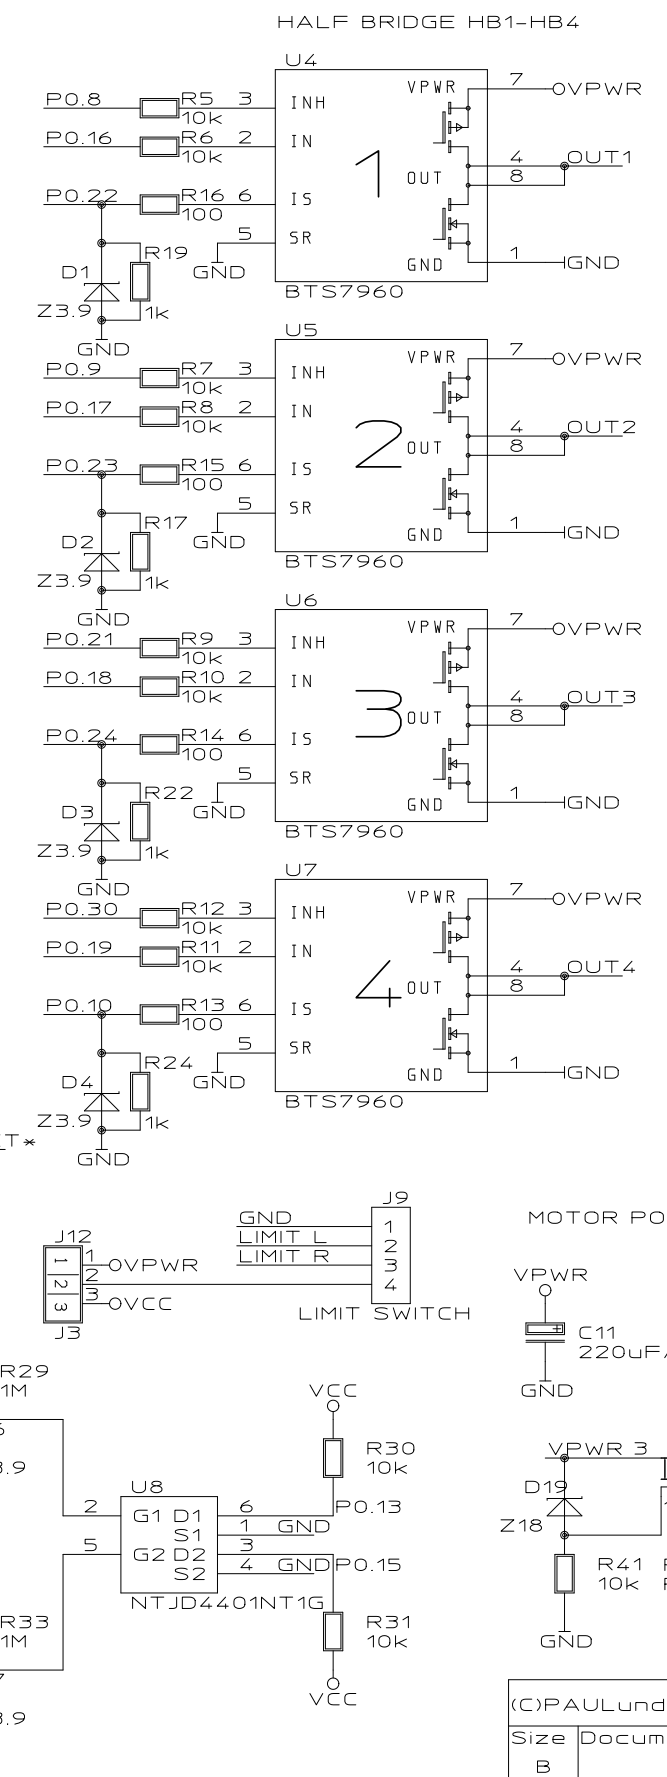 HALF BRIDGE HB1-HB4
U4
P0.8 R5 3 INH VPWR 7 VPWR
10k
P0.16 R6 2 IN
10k
1 OUT 4 OUT1
8
P0.22 R16 6 IS
100
5 SR
GND
R19
D1
Z3.9
1k
GND
GND 1 GND
BTS7960
U5
P0.9 R7 3 INH VPWR 7 VPWR
10k
P0.17 R8 2 IN
10k
2 OUT 4 OUT2
8
P0.23 R15 6 IS
100
5 SR
GND
R17
D2
Z3.9
1k
GND
GND 1 GND
BTS7960
U6
P0.21 R9 3 INH VPWR 7 VPWR
10k
P0.18 R10 2 IN
10k
3 OUT 4 OUT3
8
P0.24 R14 6 IS
100
5 SR
GND
R22
D3
Z3.9
1k
GND
GND 1 GND
BTS7960
U7
P0.30 R12 3 INH VPWR 7 VPWR
10k
P0.19 R11 2 IN
10k
4 OUT 4 OUT4
8
P0.10 R13 6 IS
100
5 SR
GND
R24
D4
Z3.9
1k
GND
GND 1 GND
BTS7960
T*
J9
GND 1
LIMIT L 2
LIMIT R 3
4
LIMIT SWITCH
J12
1 1 VPWR
2 2
3 3 VCC
J3
MOTOR PO
VPWR
+
C11
220uF/
GND
R29
1M
3.9
VCC
R30
10k
U8
2 G1 D1 6 P0.13
S1 1 GND
5 G2 D2 3
S2 4 GND P0.15
NTJD4401NT1G
R33
1M
R31
10k
VCC
3.9
VPWR 3
D19
Z18
R41
10k
GND
(C)PAULund
Size Docum
B